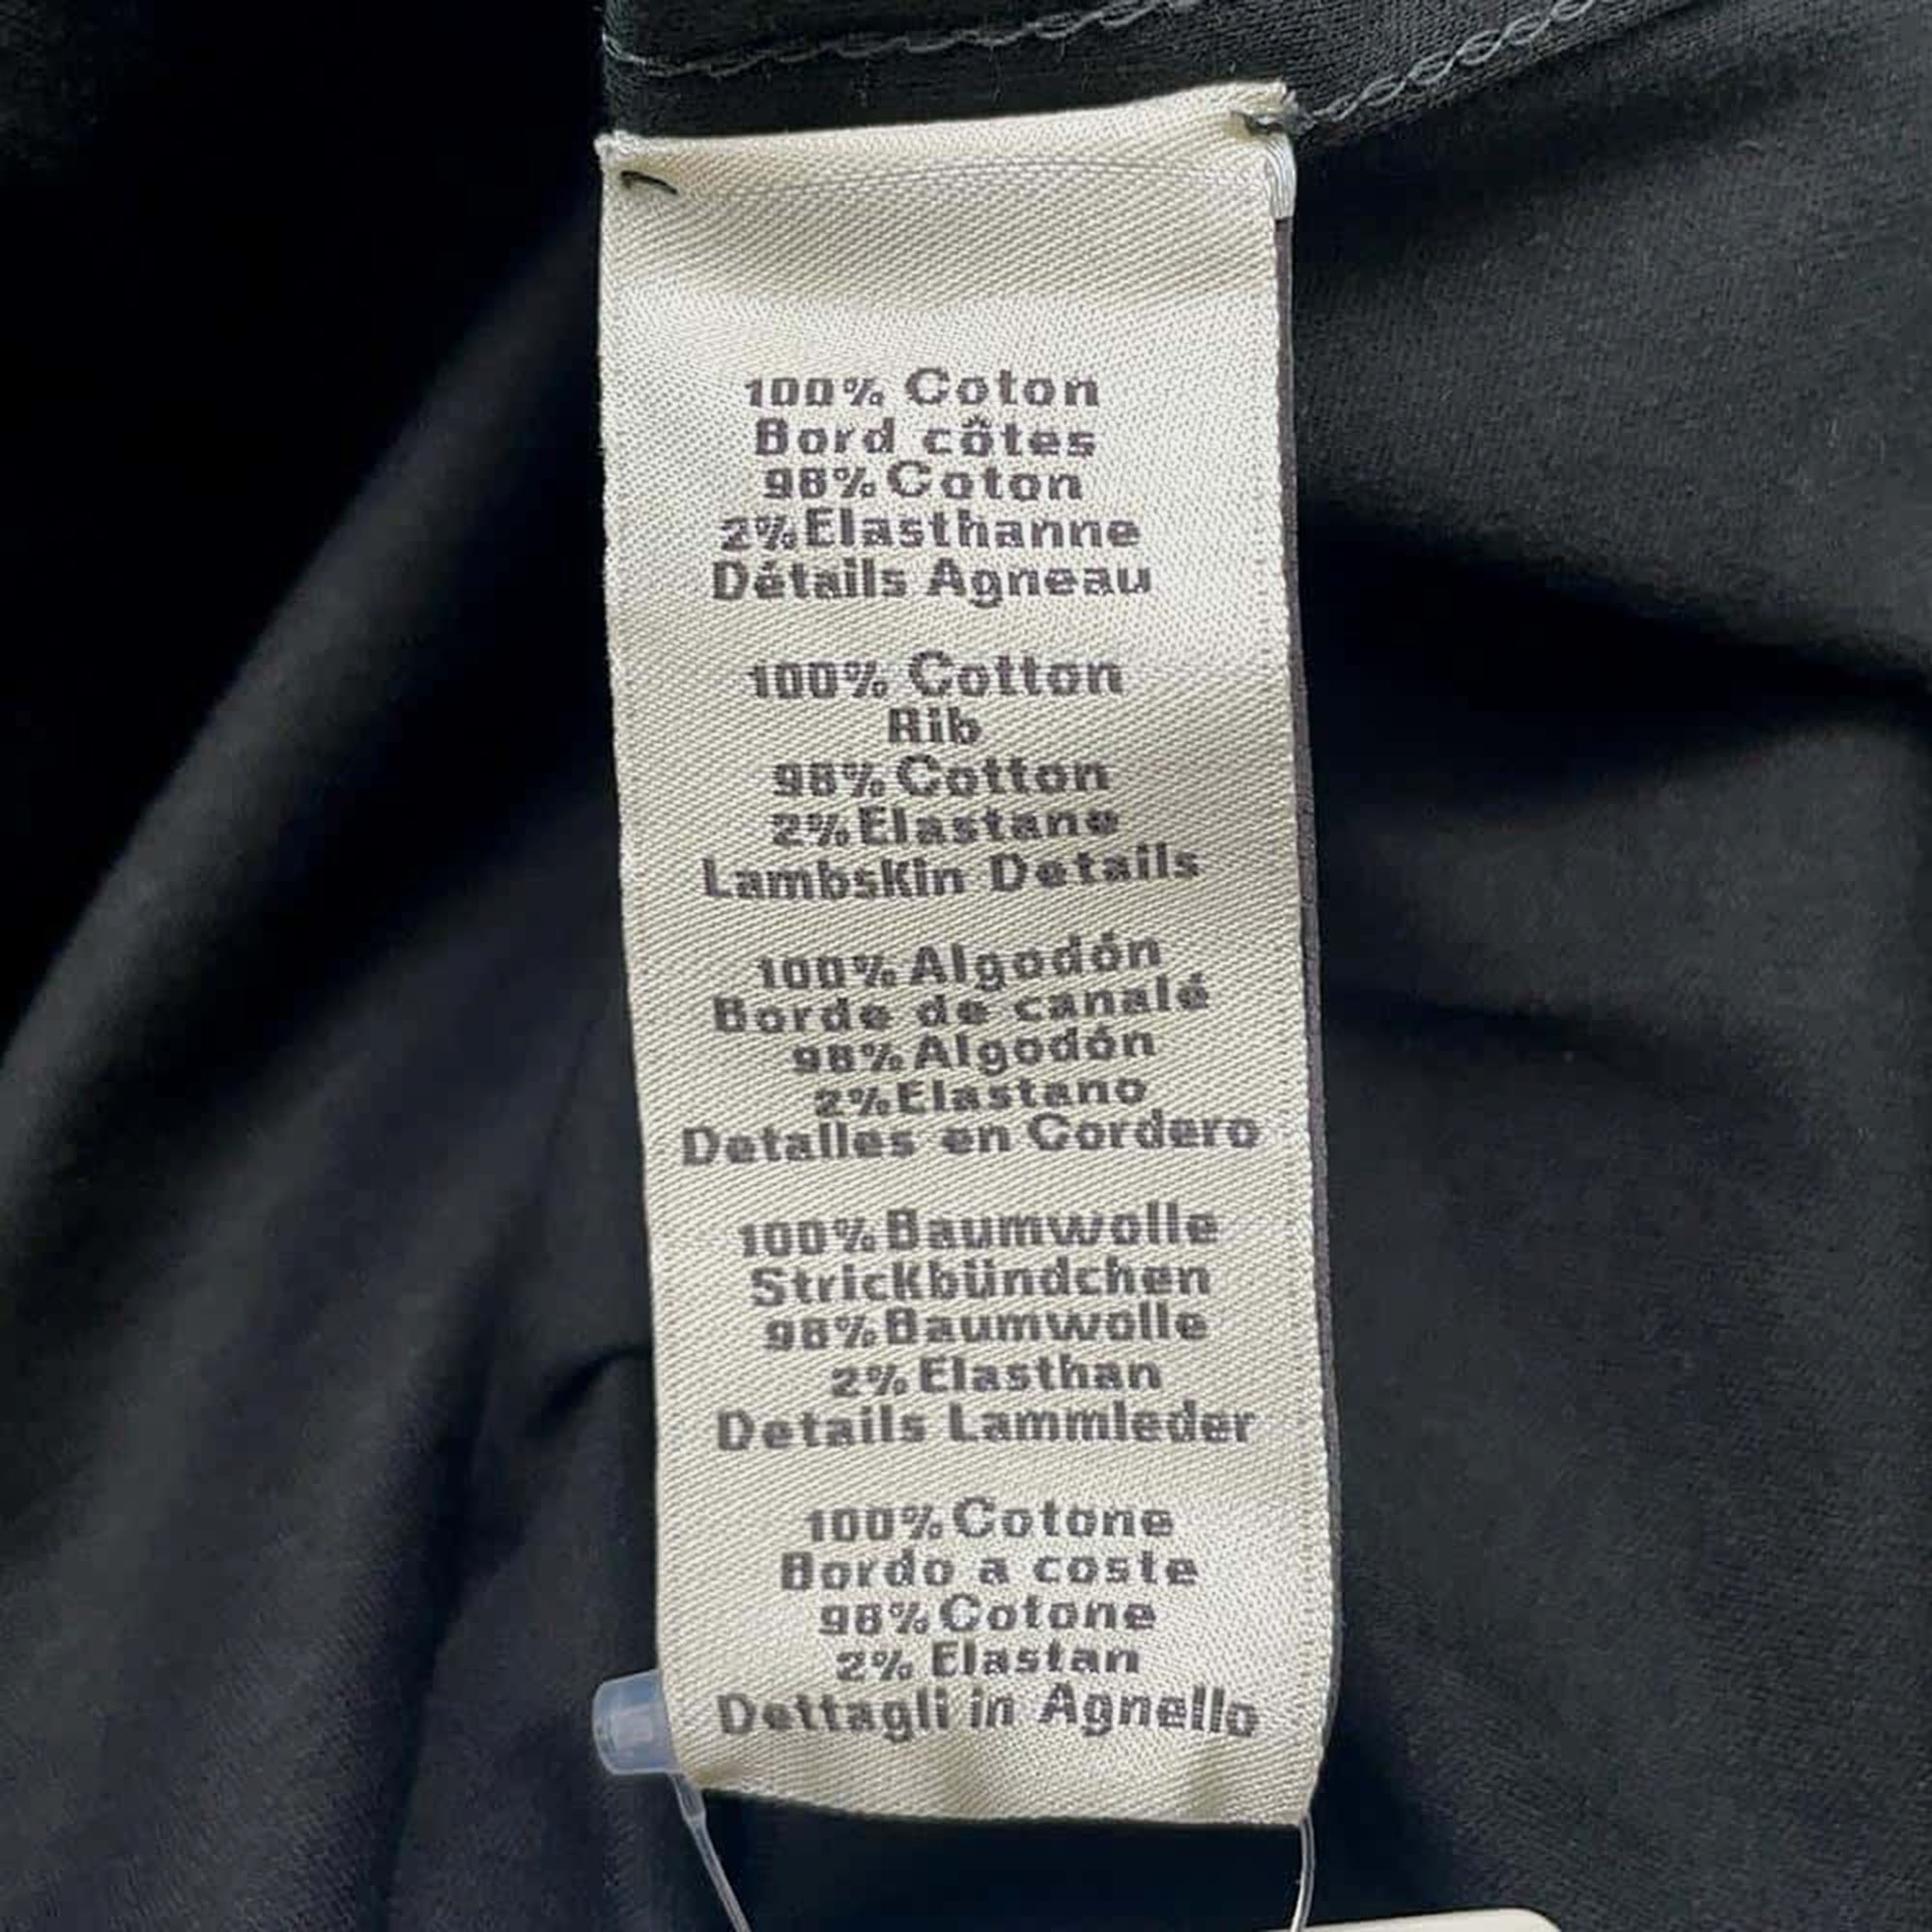 100% Coton
Bord côtes
98% Coton
2% Elasthanne
Détails Agneau
100% Cotton
Rib
98% Cotton
2% Elastane
Lambskin Details
100% Algodón
Borde de canalé
98% Algodón
2% Elastano
Detalles en Cordero
100% Baumwolle
Strickbündchen
98% Baumwolle
2% Elasthan
Details Lammleder
100% Cotone
Bordo a coste
98% Cotone
2% Elastan
Dettagli in Agnello